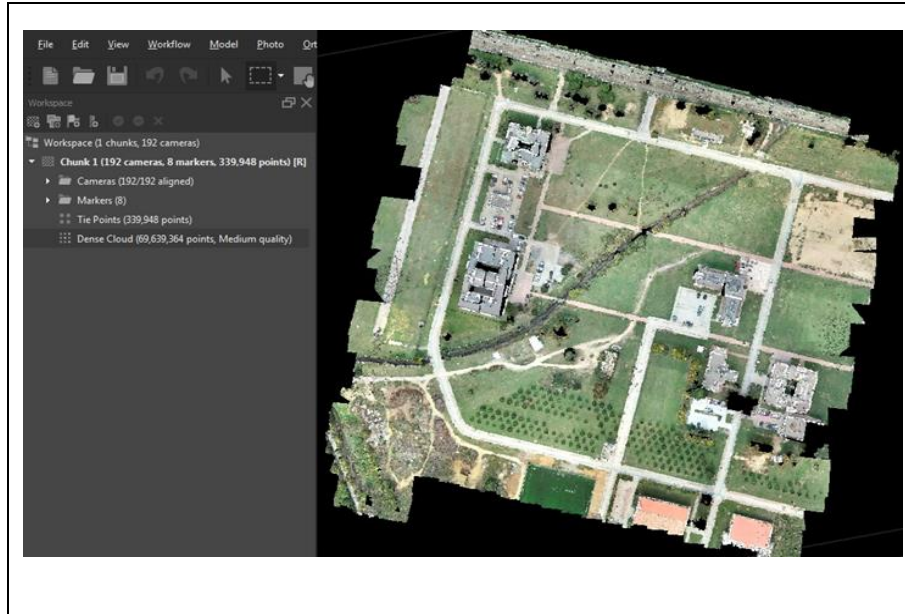 File Edit View Workflow Model Photo Ort
Workspace
Workspace (1 chunks, 192 cameras)
Chunk 1 (192 cameras, 8 markers, 339,948 points) [R]
Cameras (192/192 aligned)
Markers (8)
Tie Points (339,948 points)
Dense Cloud (69,639,364 points, Medium quality)